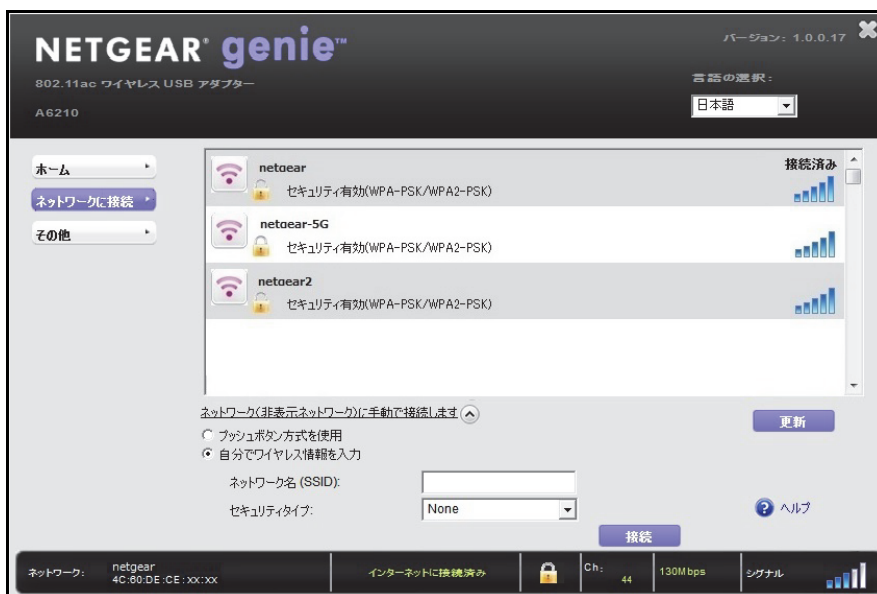 NETGEAR® genie™
バージョン: 1.0.0.17
802.11ac ワイヤレス USB アダプター
言語の選択:
A6210
日本語
ホーム
ネットワークに接続
その他
netgear
接続済み
セキュリティ有効(WPA-PSK/WPA2-PSK)
netgear-5G
セキュリティ有効(WPA-PSK/WPA2-PSK)
netgear2
セキュリティ有効(WPA-PSK/WPA2-PSK)
ネットワーク(非表示ネットワーク)に手動で接続します
更新
プッシュボタン方式を使用
自分でワイヤレス情報を入力
ネットワーク名 (SSID):
セキュリティタイプ:
None
? ヘルプ
接続
ネットワーク: netgear
4C:60:DE:CE:xx:xx
インターネットに接続済み
Ch: 44
130Mbps
シグナル